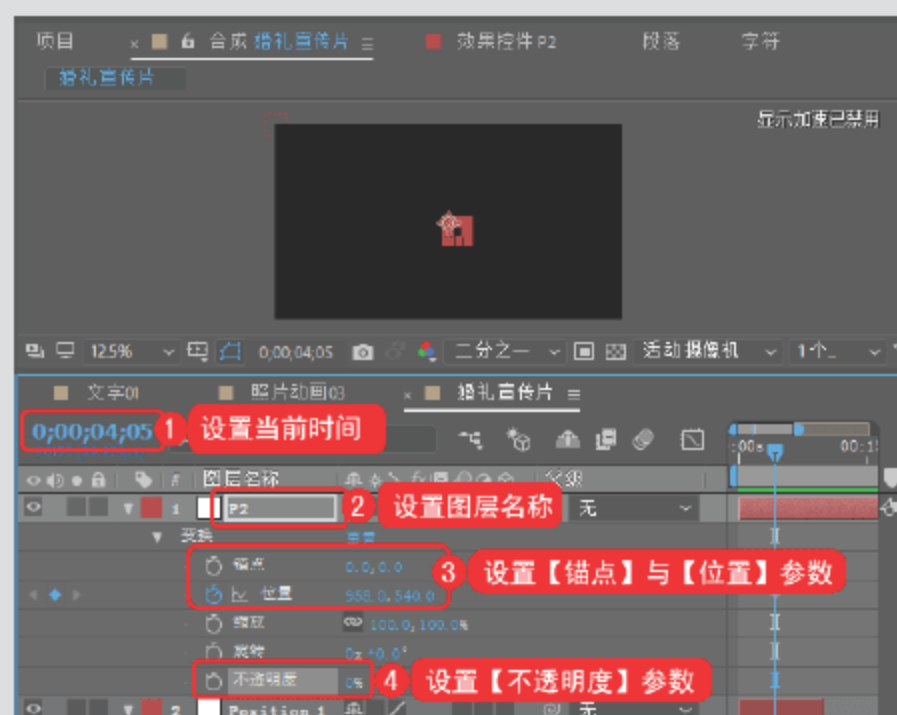 项目 合成 婚礼宣传片 效果控件 P2 段落 字符
婚礼宣传片
显示加速已禁用
12.5% 0;00;04;05 二分之一 活动摄像机 1个…
文字01 照片动画03 婚礼宣传片
0;00;04;05 1 设置当前时间
:00s 00:1
# 图层名称 父级
1 P2 2 设置图层名称 无
变换 重置
锚点 0.0,0.0
3 设置【锚点】与【位置】参数
位置 958.0,540.0
缩放 100.0,100.0%
旋转 0x+0.0°
不透明度 0% 4 设置【不透明度】参数
2 Position 1 无